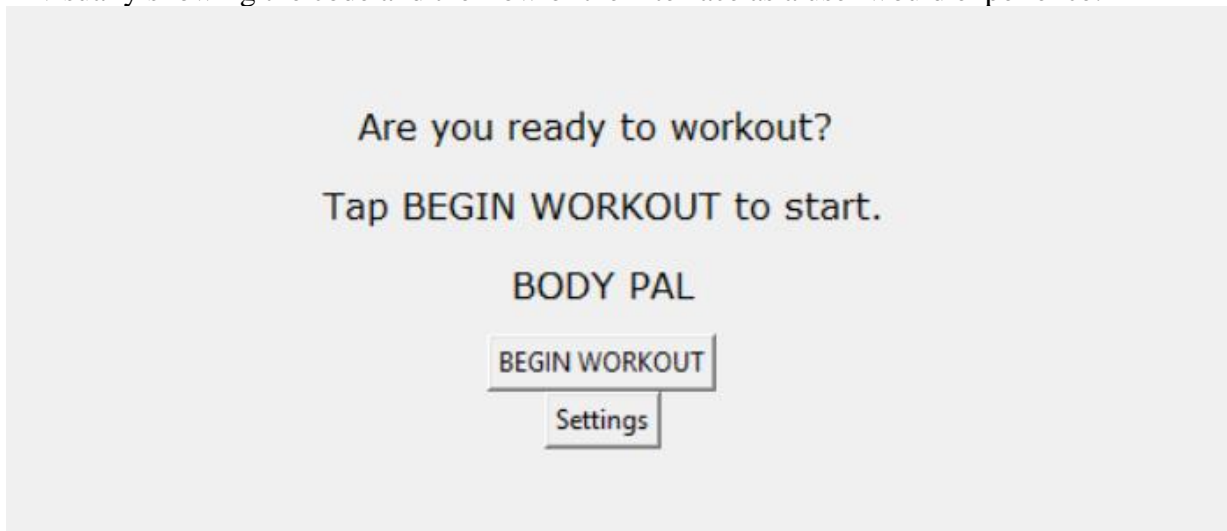 Are you ready to workout?
Tap BEGIN WORKOUT to start.
BODY PAL
BEGIN WORKOUT
Settings